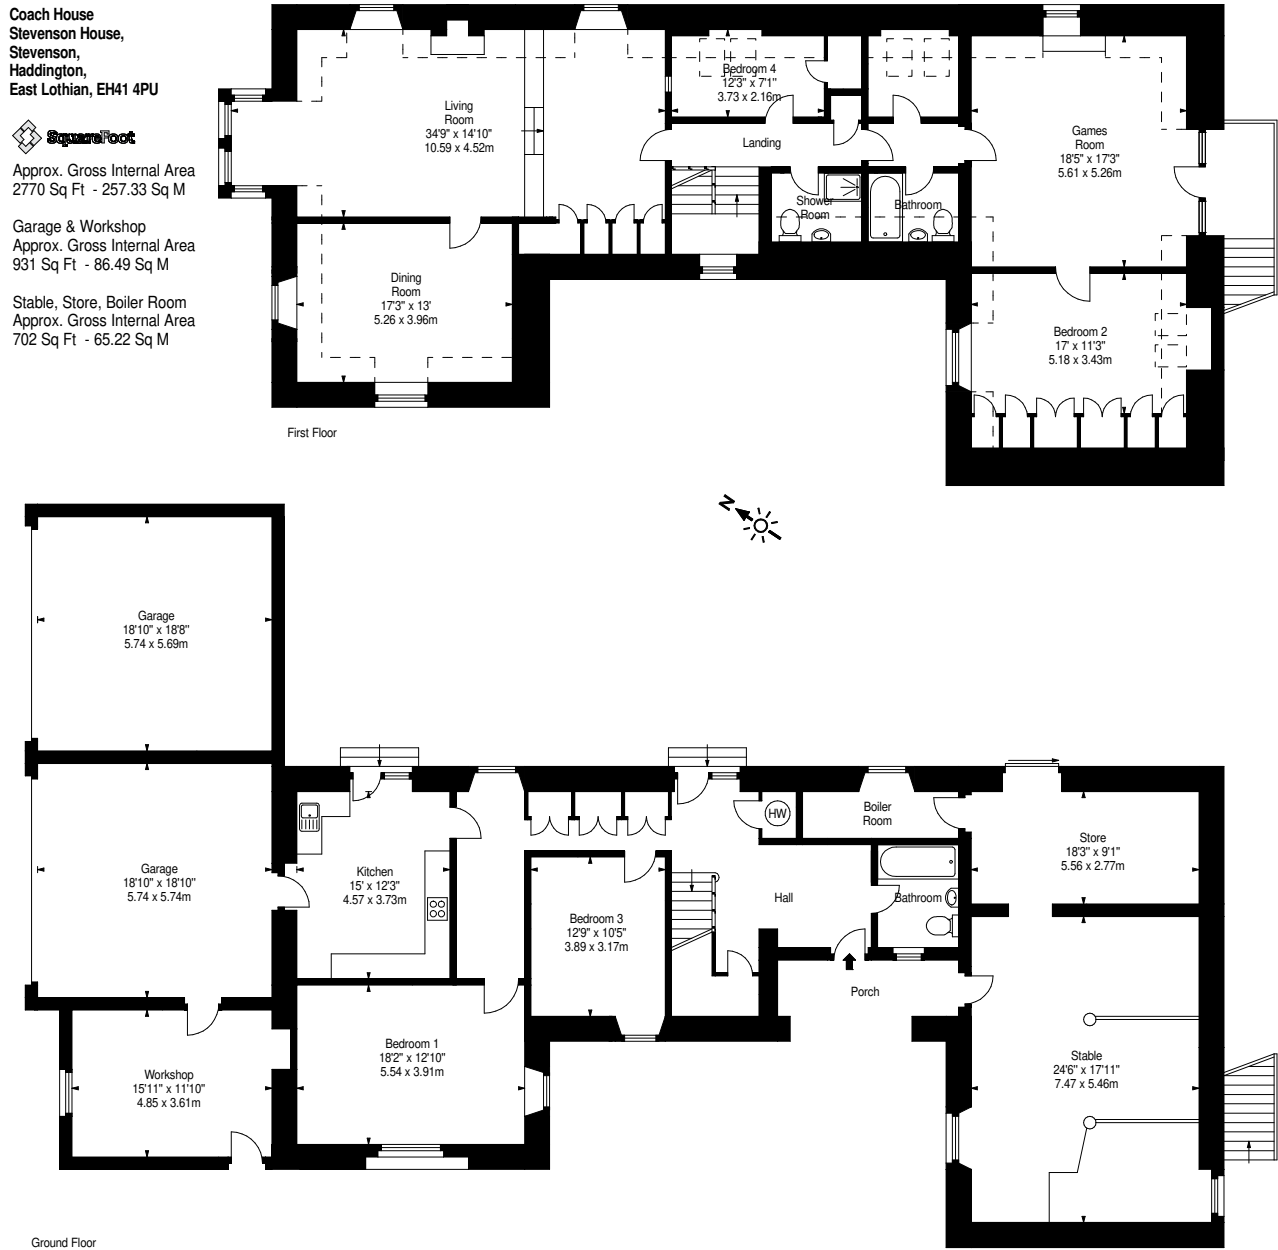 Coach House
Stevenson House,
Stevenson,
Haddington,
East Lothian, EH41 4PU
SquareFoot
Approx. Gross Internal Area
2770 Sq Ft - 257.33 Sq M
Garage & Workshop
Approx. Gross Internal Area
931 Sq Ft - 86.49 Sq M
Stable, Store, Boiler Room
Approx. Gross Internal Area
702 Sq Ft - 65.22 Sq M
Living
Room
34'9" x 14'10"
10.59 x 4.52m
Bedroom 4
12'3" x 7'1"
3.73 x 2.16m
Landing
Shower
Room
Bathroom
Games
Room
18'5" x 17'3"
5.61 x 5.26m
Dining
Room
17'3" x 13'
5.26 x 3.96m
Bedroom 2
17' x 11'3"
5.18 x 3.43m
First Floor
N
Garage
18'10" x 18'8"
5.74 x 5.69m
Garage
18'10" x 18'10"
5.74 x 5.74m
Kitchen
15' x 12'3"
4.57 x 3.73m
HW
Boiler
Room
Store
18'3" x 9'1"
5.56 x 2.77m
Bedroom 3
12'9" x 10'5"
3.89 x 3.17m
Hall
Bathroom
Porch
Workshop
15'11" x 11'10"
4.85 x 3.61m
Bedroom 1
18'2" x 12'10"
5.54 x 3.91m
Stable
24'6" x 17'11"
7.47 x 5.46m
Ground Floor